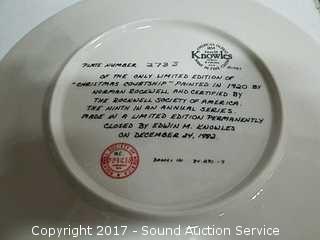 PLATE NUMBER 2783
Knowles
OF THE ONLY LIMITED EDITION OF
"CHRISTMAS COURTSHIP" PAINTED IN 1920 BY
NORMAN ROCKWELL AND CERTIFIED BY
THE ROCKWELL SOCIETY OF AMERICA.
THE NINTH IN AN ANNUAL SERIES.
MADE IN A LIMITED EDITION PERMANENTLY
CLOSED BY EDWIN M. KNOWLES
ON DECEMBER 24, 1982.
Copyright 2017 - Sound Auction Service